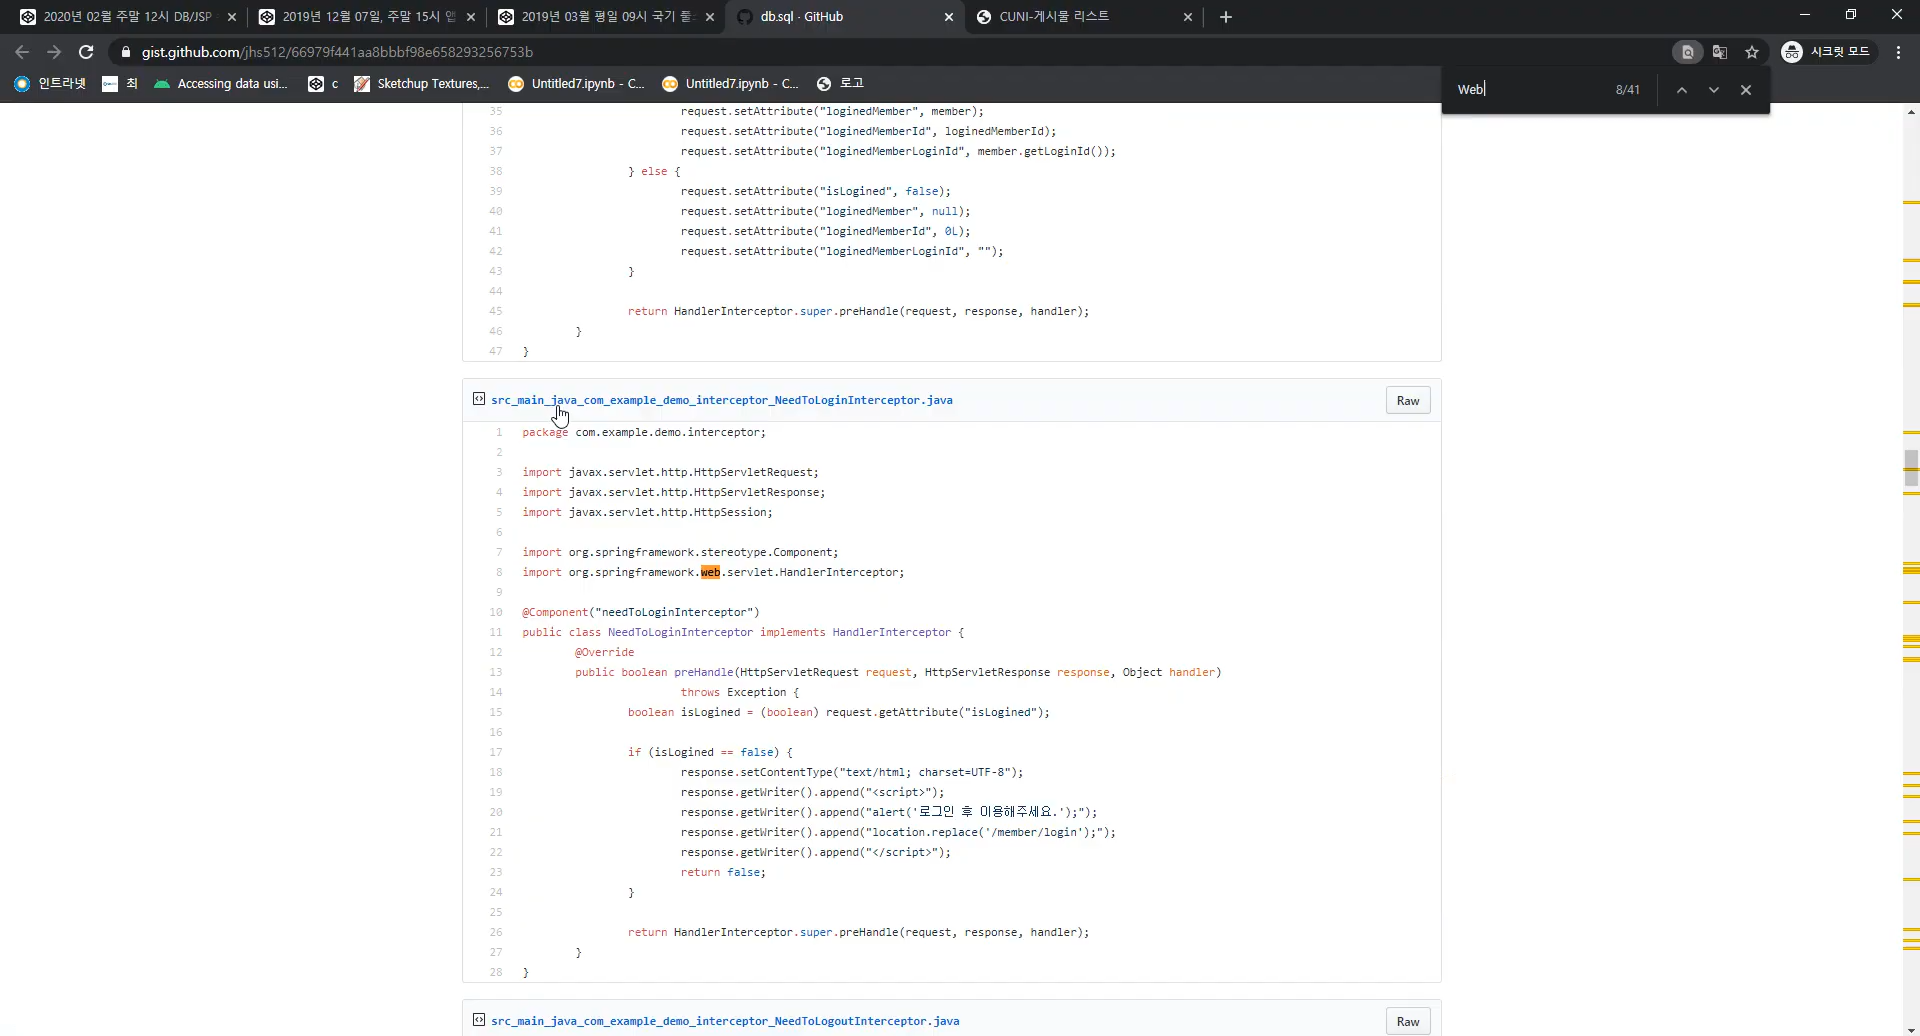 2020년 02월 주말 12시 DB/JSP
2019년 12월 07일, 주말 15시 앱
2019년 03월 평일 09시 국기 풀
db.sql · GitHub
CUNI-게시물 리스트
gist.github.com/jhs512/66979f441aa8bbbf98e658293256753b
시크릿 모드
인트라넷
최
Accessing data usi...
c
Sketchup Textures,...
Untitled7.ipynb - C...
Untitled7.ipynb - C...
로고
Web
8/41
35 request.setAttribute("loginedMember", member);
36 request.setAttribute("loginedMemberId", loginedMemberId);
37 request.setAttribute("loginedMemberLoginId", member.getLoginId());
38 } else {
39 request.setAttribute("isLogined", false);
40 request.setAttribute("loginedMember", null);
41 request.setAttribute("loginedMemberId", 0L);
42 request.setAttribute("loginedMemberLoginId", "");
43 }
44
45 return HandlerInterceptor.super.preHandle(request, response, handler);
46 }
47 }
src_main_java_com_example_demo_interceptor_NeedToLoginInterceptor.java
Raw
1 package com.example.demo.interceptor;
2
3 import javax.servlet.http.HttpServletRequest;
4 import javax.servlet.http.HttpServletResponse;
5 import javax.servlet.http.HttpSession;
6
7 import org.springframework.stereotype.Component;
8 import org.springframework.web.servlet.HandlerInterceptor;
9
10 @Component("needToLoginInterceptor")
11 public class NeedToLoginInterceptor implements HandlerInterceptor {
12 @Override
13 public boolean preHandle(HttpServletRequest request, HttpServletResponse response, Object handler)
14 throws Exception {
15 boolean isLogined = (boolean) request.getAttribute("isLogined");
16
17 if (isLogined == false) {
18 response.setContentType("text/html; charset=UTF-8");
19 response.getWriter().append("<script>");
20 response.getWriter().append("alert('로그인 후 이용해주세요.');");
21 response.getWriter().append("location.replace('/member/login');");
22 response.getWriter().append("</script>");
23 return false;
24 }
25
26 return HandlerInterceptor.super.preHandle(request, response, handler);
27 }
28 }
src_main_java_com_example_demo_interceptor_NeedToLogoutInterceptor.java
Raw